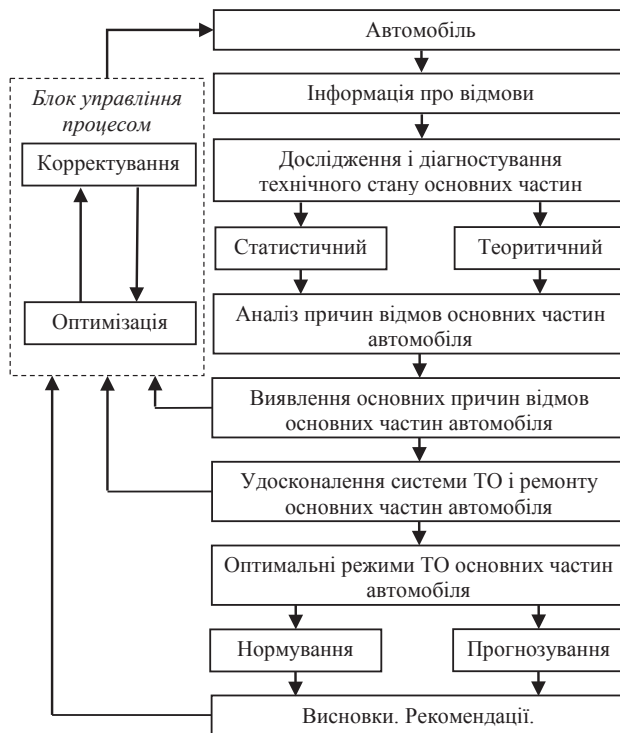 Автомобіль
Блок управління
процесом
Корректування
Оптимізація
Інформація про відмови
Дослідження і діагностування
технічного стану основних частин
Статистичний
Теоритичний
Аналіз причин відмов основних частин
автомобіля
Виявлення основних причин відмов
основних частин автомобіля
Удосконалення системи ТО і ремонту
основних частин автомобіля
Оптимальні режими ТО основних частин
автомобіля
Нормування
Прогнозування
Висновки. Рекомендації.